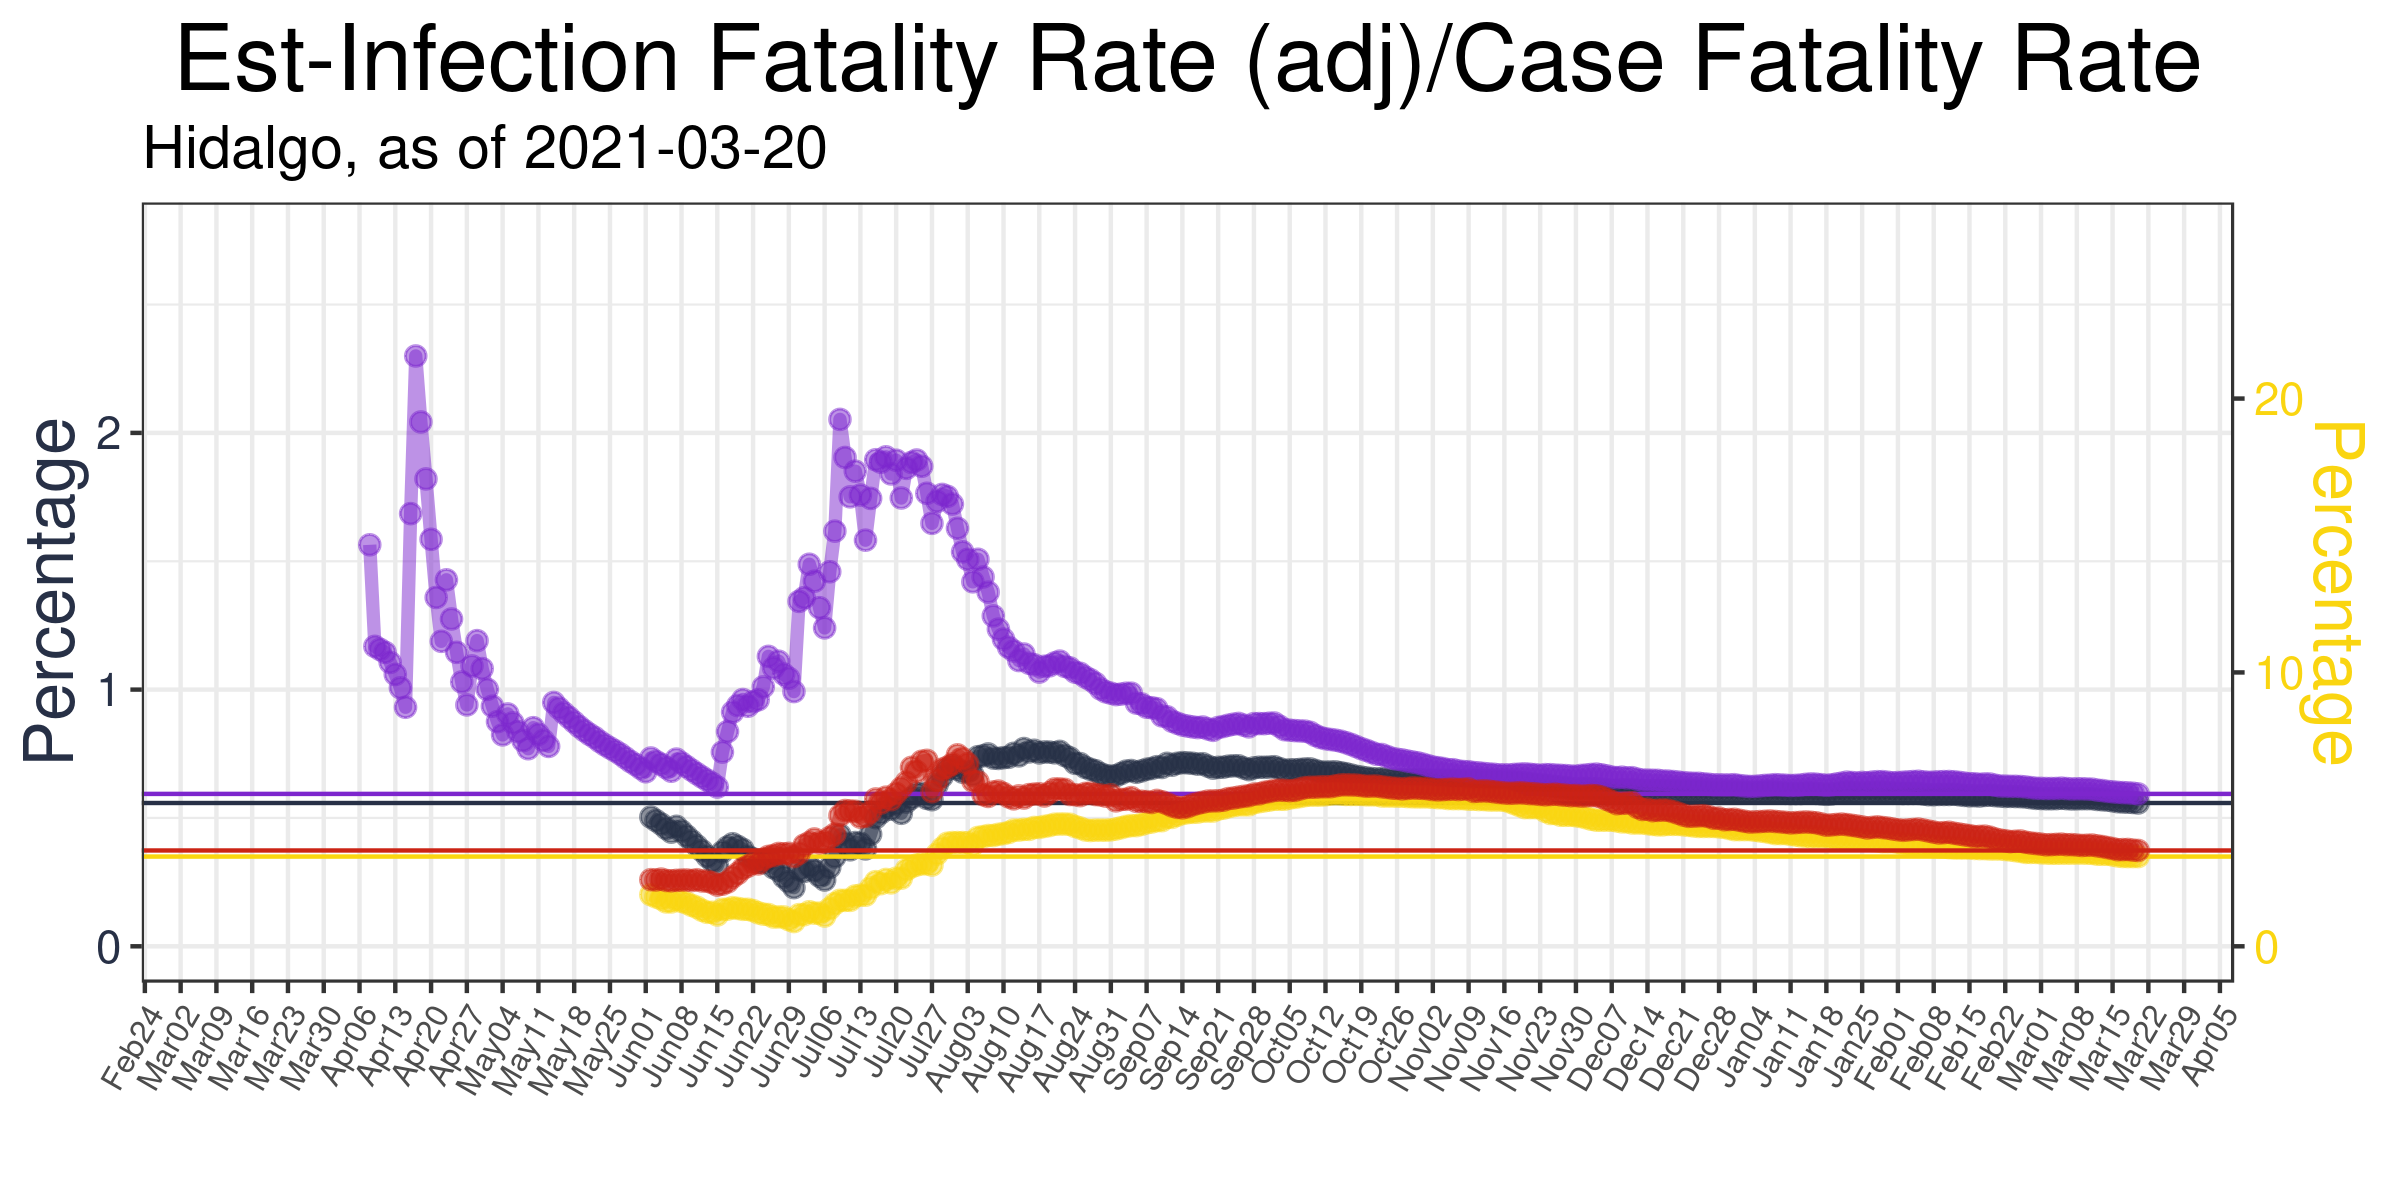 Est-Infection Fatality Rate (adj)/Case Fatality Rate
Hidalgo, as of 2021-03-20
Percentage
2
1
0
20
10
0
Percentage
Feb24
Mar02
Mar09
Mar16
Mar23
Mar30
Apr06
Apr13
Apr20
Apr27
May04
May11
May18
May25
Jun01
Jun08
Jun15
Jun22
Jun29
Jul06
Jul13
Jul20
Jul27
Aug03
Aug10
Aug17
Aug24
Aug31
Sep07
Sep14
Sep21
Sep28
Oct05
Oct12
Oct19
Oct26
Nov02
Nov09
Nov16
Nov23
Nov30
Dec07
Dec14
Dec21
Dec28
Jan04
Jan11
Jan18
Jan25
Feb01
Feb08
Feb15
Feb22
Mar01
Mar08
Mar15
Mar22
Mar29
Apr05